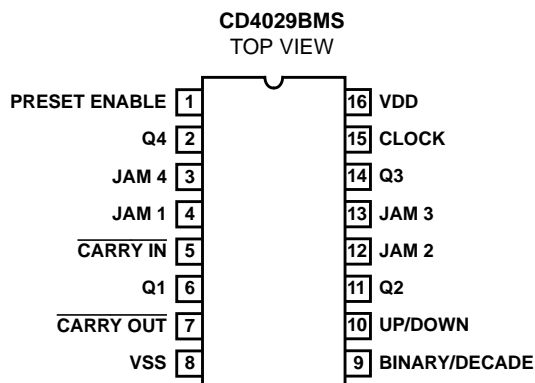 CD4029BMS
TOP VIEW
PRESET ENABLE 1 16 VDD
Q4 2 15 CLOCK
JAM 4 3 14 Q3
JAM 1 4 13 JAM 3
CARRY IN 5 12 JAM 2
Q1 6 11 Q2
CARRY OUT 7 10 UP/DOWN
VSS 8 9 BINARY/DECADE